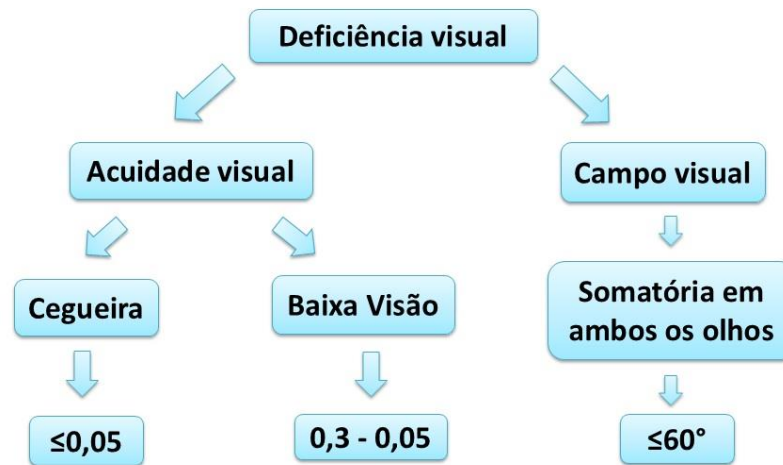 Deficiência visual
Acuidade visual
Campo visual
Cegueira
Baixa Visão
Somatória em
ambos os olhos
≤0,05
0,3 - 0,05
≤60°